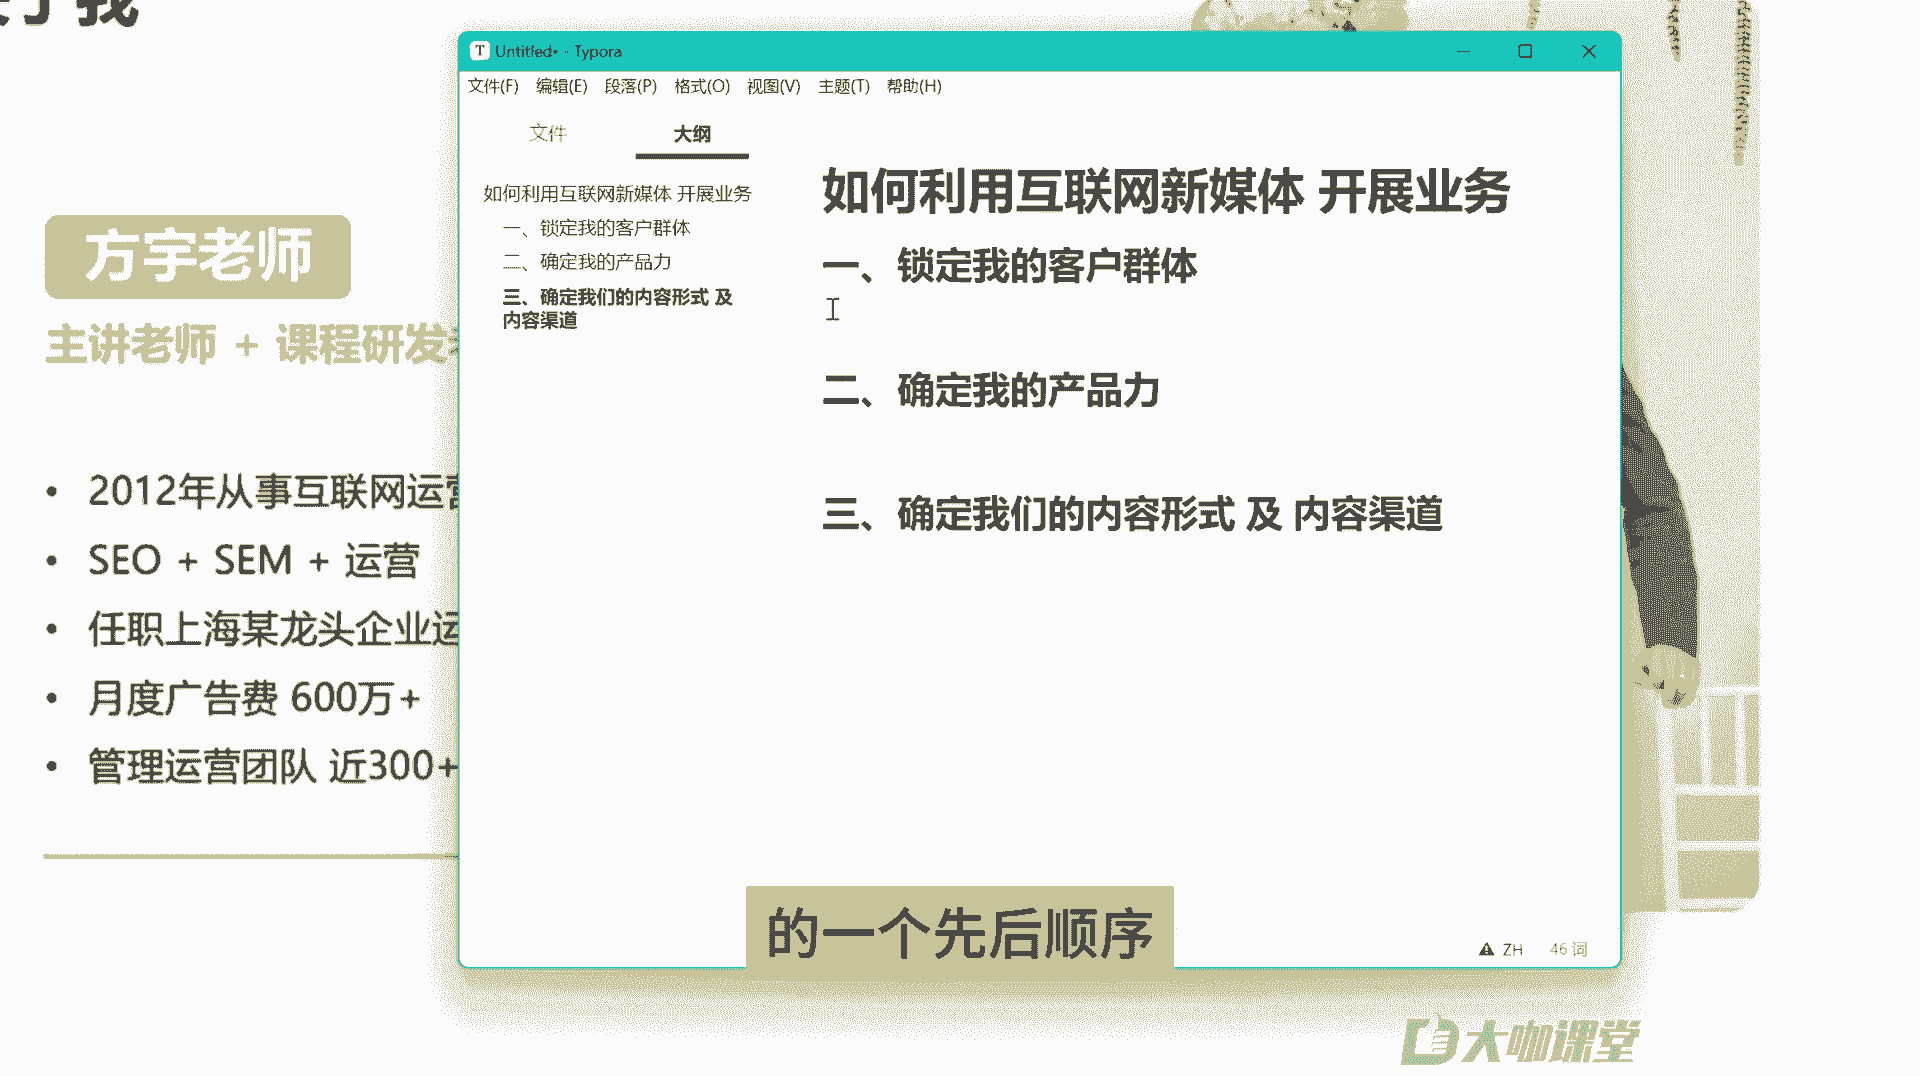 我
方宇老师
主讲老师 + 课程研发
2012年从事互联网运营
SEO + SEM + 运营
任职上海某龙头企业运
月度广告费 600万+
管理运营团队 近300+
Untitled• - Typora
文件(F) 编辑(E) 段落(P) 格式(O) 视图(V) 主题(T) 帮助(H)
文件 大纲
如何利用互联网新媒体 开展业务
一、锁定我的客户群体
二、确定我的产品力
三、确定我们的内容形式 及
内容渠道
如何利用互联网新媒体 开展业务
一、锁定我的客户群体
二、确定我的产品力
三、确定我们的内容形式 及 内容渠道
ZH 46 词
的一个先后顺序
大咖课堂